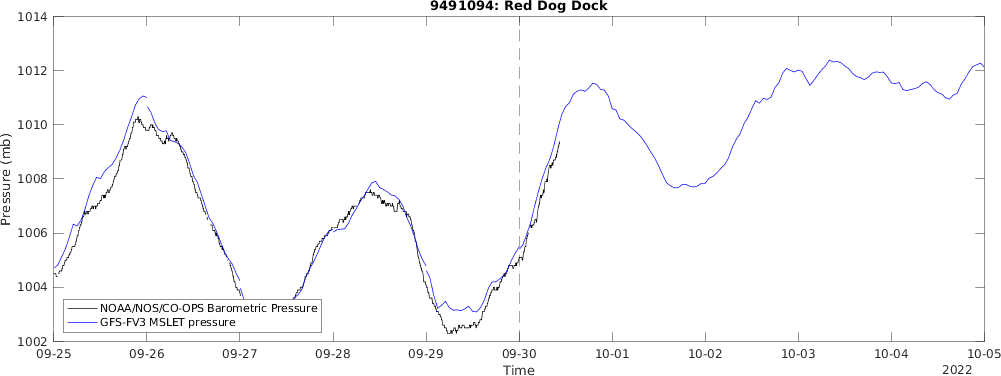 9491094: Red Dog Dock
1014
1012
1010
1008
1006
1004
1002
Pressure (mb)
NOAA/NOS/CO-OPS Barometric Pressure
GFS-FV3 MSLET pressure
09-25 09-26 09-27 09-28 09-29 09-30 10-01 10-02 10-03 10-04 10-05
Time
2022